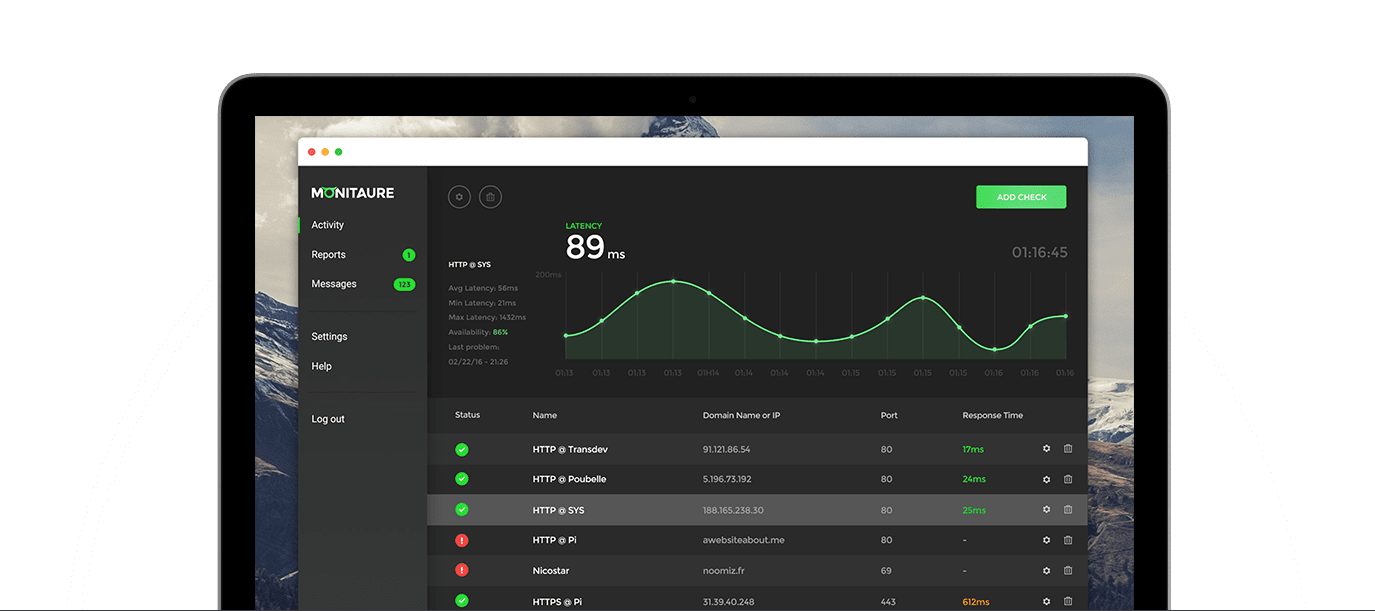 MONITAURE
Activity
Reports 1
Messages 123
Settings
Help
Log out
ADD CHECK
LATENCY
89 ms
01:16:45
HTTP @ SYS
Avg Latency: 56ms
Min Latency: 21ms
Max Latency: 1432ms
Availability: 86%
Last problem:
02/22/16 - 21:26
200ms
01:13 01:13 01:13 01:13 01H14 01:14 01:14 01:14 01:15 01:15 01:15 01:15 01:16 01:16 01:16
Status Name Domain Name or IP Port Response Time
HTTP @ Transdev 91.121.86.54 80 17ms
HTTP @ Poubelle 5.196.73.192 80 24ms
HTTP @ SYS 188.165.238.30 80 25ms
HTTP @ Pi awebsiteabout.me 80 -
Nicostar noomiz.fr 69 -
HTTPS @ Pi 31.39.40.248 443 612ms